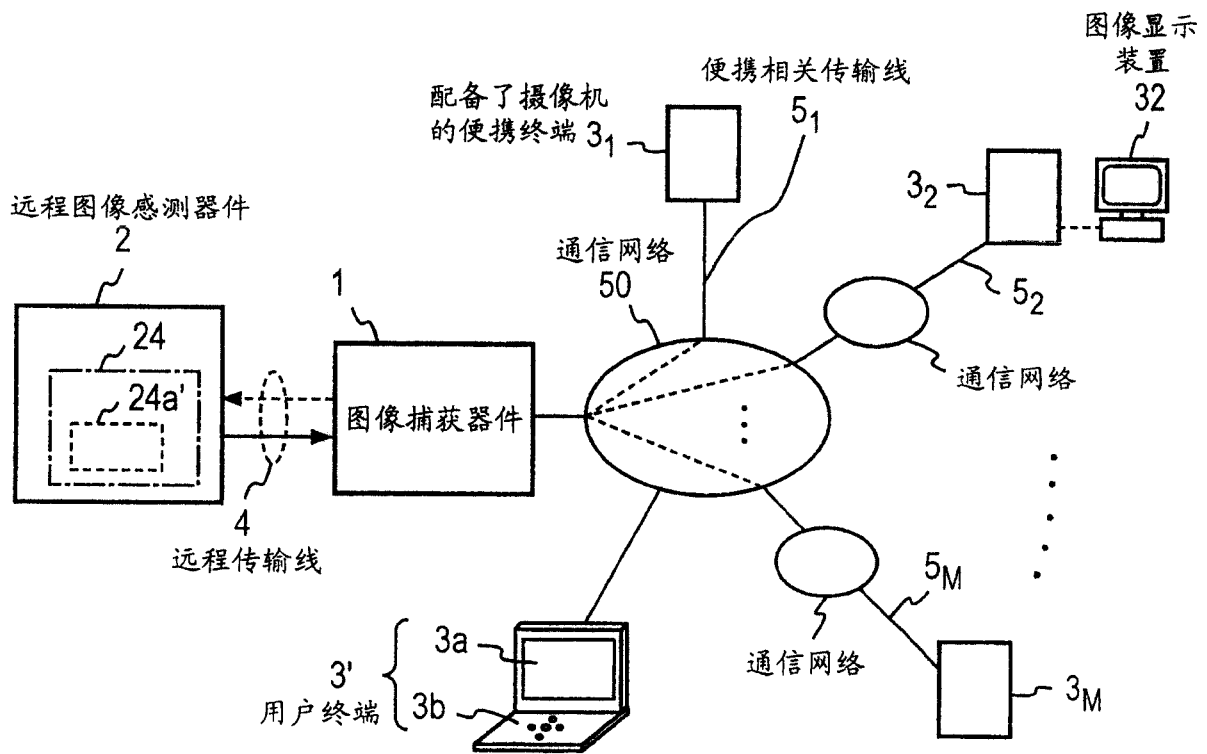 图像显示
装置
32
便携相关传输线
5₁
配备了摄像机
的便携终端 3₁
3₂
远程图像感测器件
2
通信网络
50
5₂
1
24
24a'
通信网络
图像捕获器件
4
远程传输线
5M
通信网络
3a
3'
用户终端
3b
3M